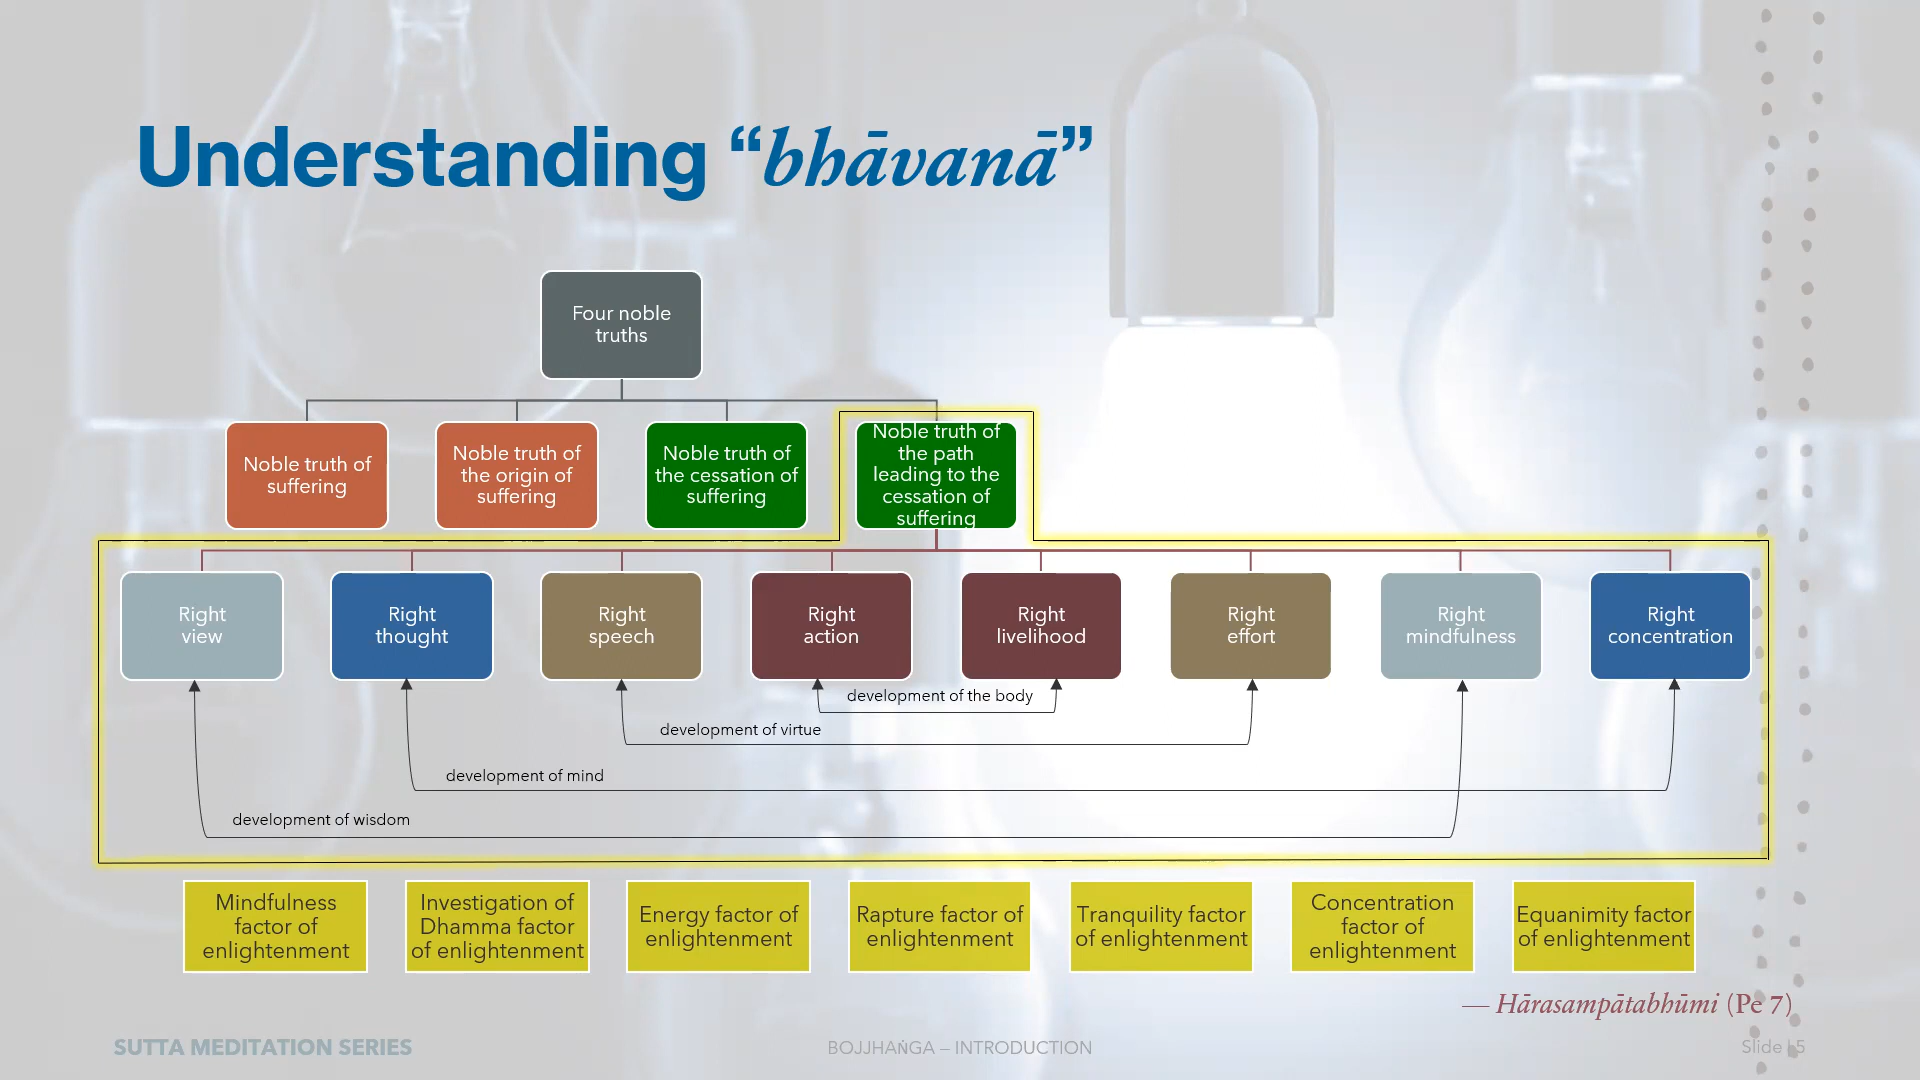 Understanding “bhāvanā”
Four noble
truths
Noble truth of
suffering
Noble truth of
the origin of
suffering
Noble truth of
the cessation of
suffering
Noble truth of
the path
leading to the
cessation of
suffering
Right
view
Right
thought
Right
speech
Right
action
Right
livelihood
Right
effort
Right
mindfulness
Right
concentration
development of the body
development of virtue
development of mind
development of wisdom
Mindfulness
factor of
enlightenment
Investigation of
Dhamma factor
of enlightenment
Energy factor of
enlightenment
Rapture factor of
enlightenment
Tranquility factor
of enlightenment
Concentration
factor of
enlightenment
Equanimity factor
of enlightenment
— Hārasampātabhūmi (Pe 7)
SUTTA MEDITATION SERIES
BOJJHAṄGA – INTRODUCTION
Slide